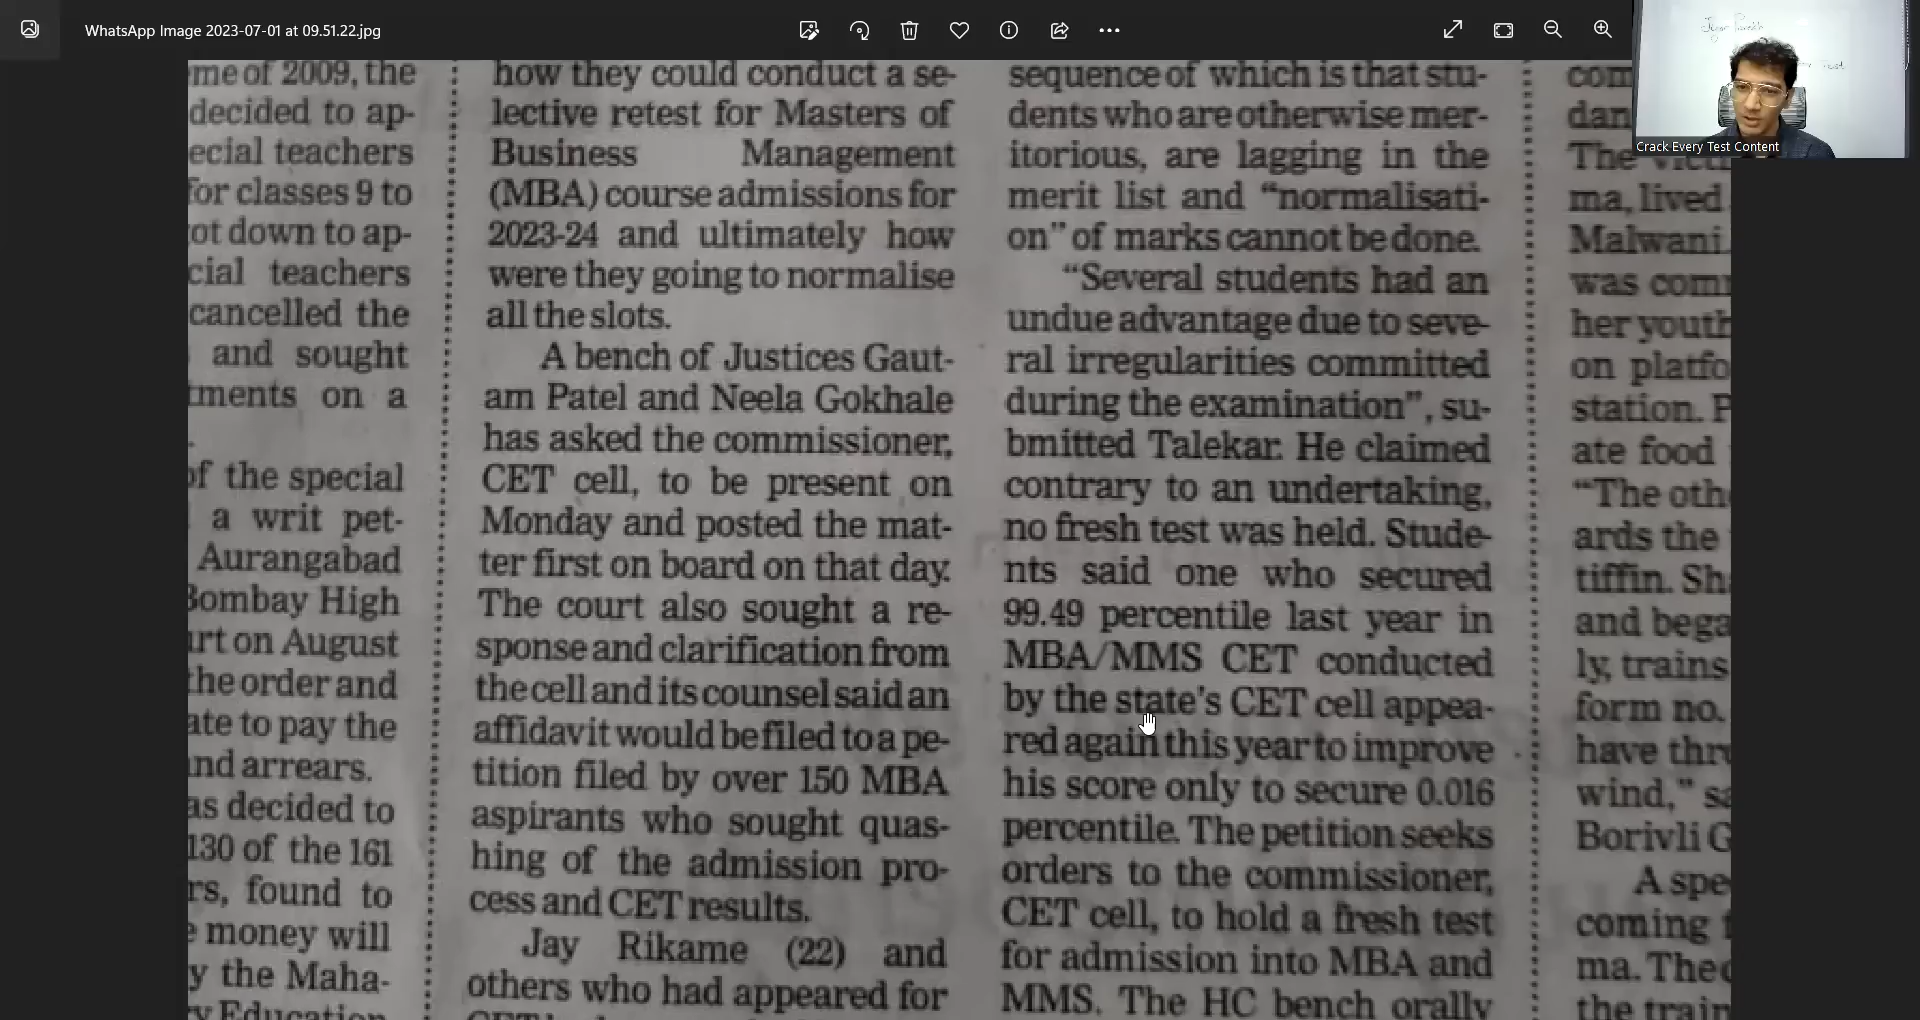 WhatsApp Image 2023-07-01 at 09.51.22.jpg
Crack Every Test Content
me of 2009, the
decided to ap-
ecial teachers
for classes 9 to
ot down to ap-
cial teachers
cancelled the
and sought
tments on a
of the special
a writ pet-
Aurangabad
Bombay High
urt on August
the order and
ate to pay the
nd arrears.
as decided to
130 of the 161
rs, found to
e money will
y the Maha-
y Education
how they could conduct a se-
lective retest for Masters of
Business Management
(MBA) course admissions for
2023-24 and ultimately how
were they going to normalise
all the slots.
A bench of Justices Gaut-
am Patel and Neela Gokhale
has asked the commissioner,
CET cell, to be present on
Monday and posted the mat-
ter first on board on that day.
The court also sought a re-
sponse and clarification from
the cell and its counsel said an
affidavit would be filed to a pe-
tition filed by over 150 MBA
aspirants who sought quas-
hing of the admission pro-
cess and CET results.
Jay Rikame (22) and
others who had appeared for
sequence of which is that stu-
dents who are otherwise mer-
itorious, are lagging in the
merit list and “normalisati-
on” of marks cannot be done.
“Several students had an
undue advantage due to seve-
ral irregularities committed
during the examination”, su-
bmitted Talekar. He claimed
contrary to an undertaking,
no fresh test was held. Stude-
nts said one who secured
99.49 percentile last year in
MBA/MMS CET conducted
by the state's CET cell appea-
red again this year to improve
his score only to secure 0.016
percentile. The petition seeks
orders to the commissioner,
CET cell, to hold a fresh test
for admission into MBA and
MMS. The HC bench orally
com
dan
The
ma, lived
Malwani.
was com
her youth
on platfo
station. P
ate food
“The oth
ards the
tiffin. Sh
and bega
ly, trains
form no.
have thr
wind,” sa
Borivli G
A spe
coming
ma. The
the train